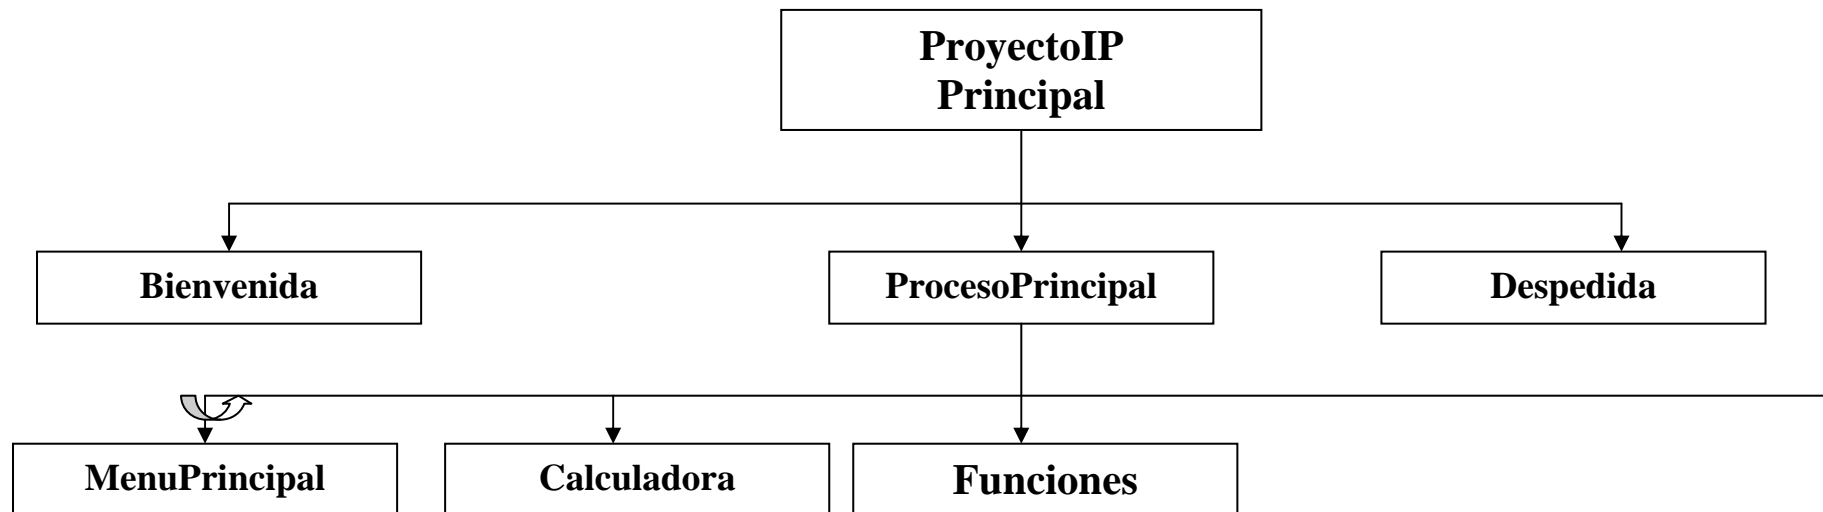 ProyectoIP
Principal
Bienvenida
ProcesoPrincipal
Despedida
MenuPrincipal
Calculadora
Funciones